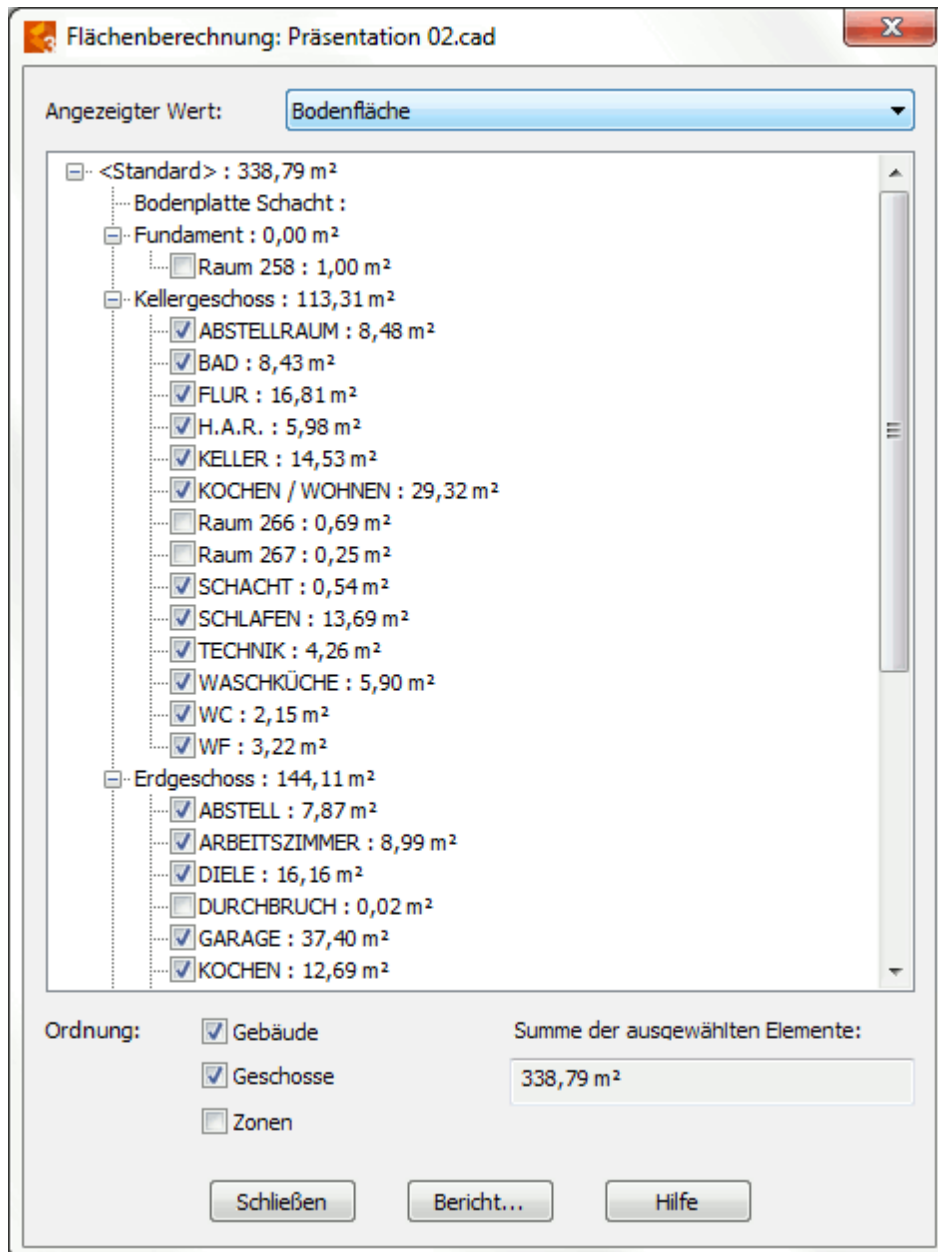 Flächenberechnung: Präsentation 02.cad
Angezeigter Wert: Bodenfläche
<Standard> : 338,79 m²
Bodenplatte Schacht :
Fundament : 0,00 m²
Raum 258 : 1,00 m²
Kellergeschoss : 113,31 m²
ABSTELLRAUM : 8,48 m²
BAD : 8,43 m²
FLUR : 16,81 m²
H.A.R. : 5,98 m²
KELLER : 14,53 m²
KOCHEN / WOHNEN : 29,32 m²
Raum 266 : 0,69 m²
Raum 267 : 0,25 m²
SCHACHT : 0,54 m²
SCHLAFEN : 13,69 m²
TECHNIK : 4,26 m²
WASCHKÜCHE : 5,90 m²
WC : 2,15 m²
WF : 3,22 m²
Erdgeschoss : 144,11 m²
ABSTELL : 7,87 m²
ARBEITSZIMMER : 8,99 m²
DIELE : 16,16 m²
DURCHBRUCH : 0,02 m²
GARAGE : 37,40 m²
KOCHEN : 12,69 m²
Ordnung: Gebäude Summe der ausgewählten Elemente:
Geschosse 338,79 m²
Zonen
Schließen Bericht... Hilfe